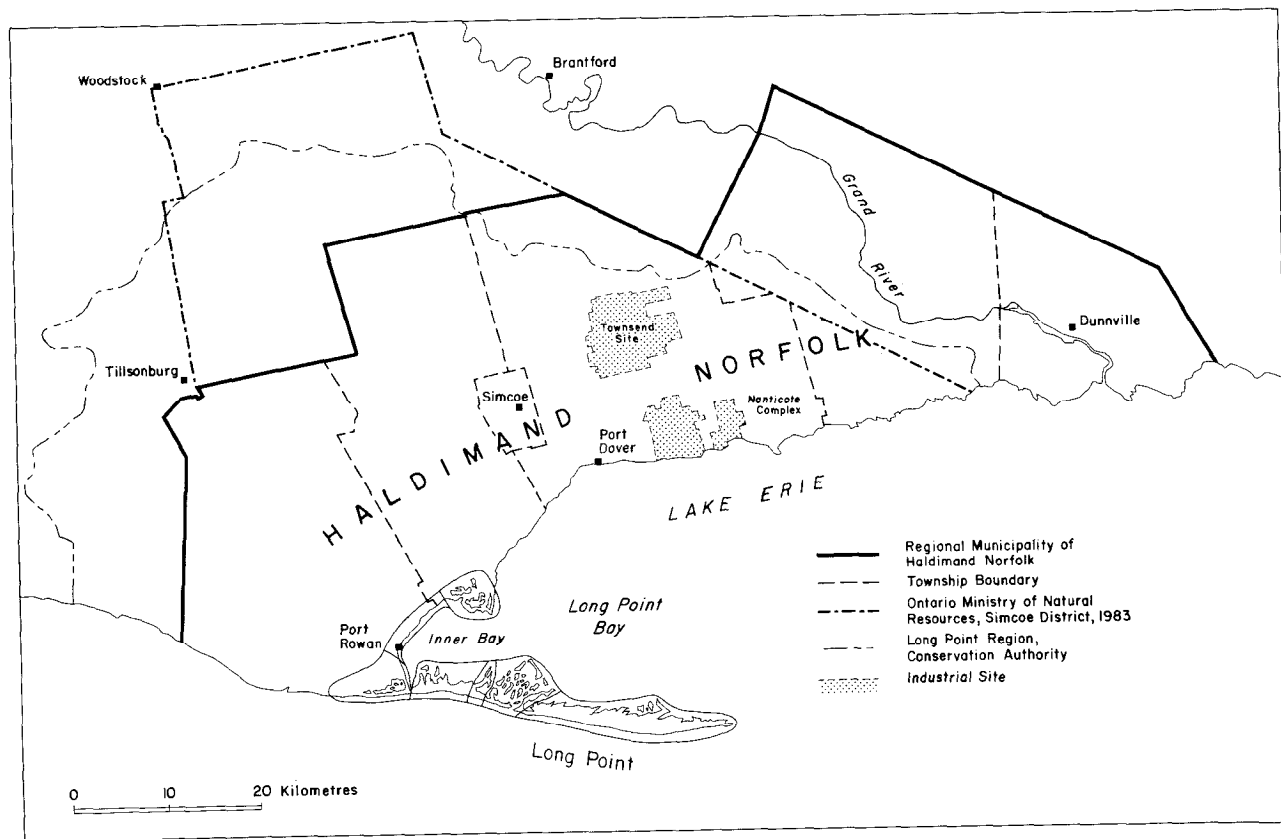 Woodstock
Brantford
Grand
River
Dunnville
Townsend
Site
NORFOLK
Tillsonburg
Simcoe
Nanticoke
Complex
HALDIMAND
Port
Dover
LAKE ERIE
Regional Municipality of
Haldimand Norfolk
Township Boundary
Ontario Ministry of Natural
Resources, Simcoe District, 1983
Long Point Region,
Conservation Authority
Industrial Site
Long Point
Bay
Port
Rowan
Inner Bay
Long Point
0 10 20 Kilometres